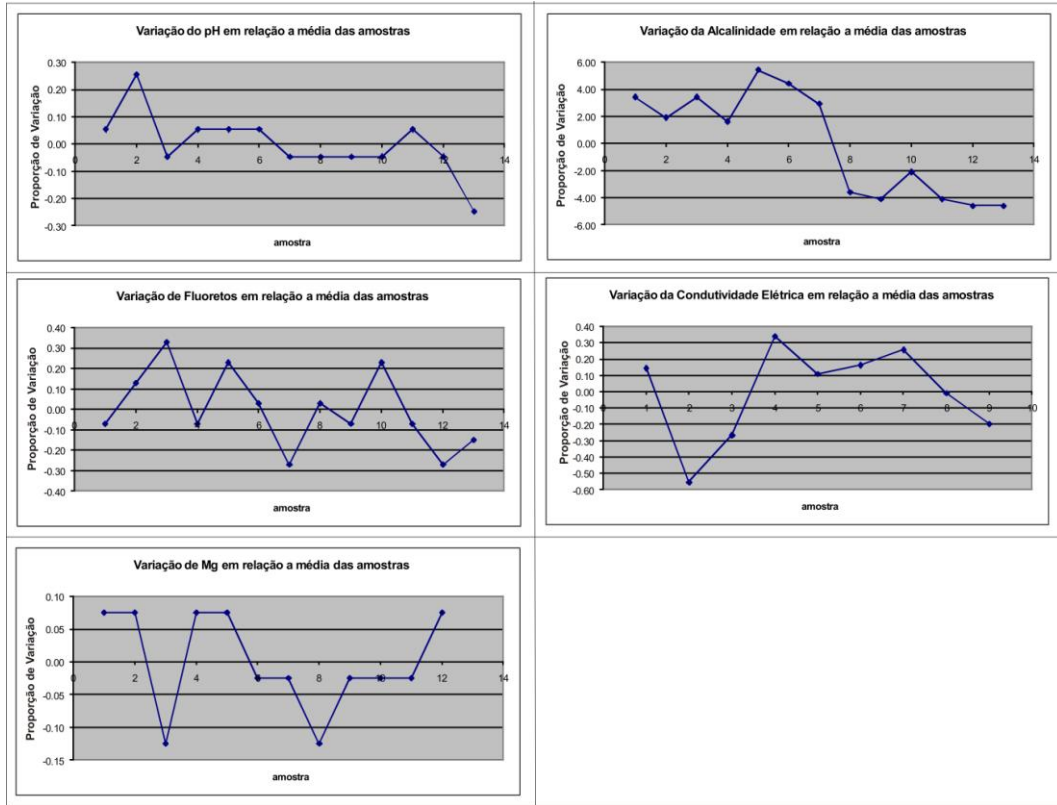 Variação do pH em relação a média das amostras
Proporção de Variação
0.30
0.20
0.10
0.00
-0.10
-0.20
-0.30
0 2 4 6 8 10 12 14
amostra
Variação da Alcalinidade em relação a média das amostras
Proporção de Variação
6.00
4.00
2.00
0.00
-2.00
-4.00
-6.00
0 2 4 6 8 10 12 14
amostra
Variação de Fluoretos em relação a média das amostras
Proporção de Variação
0.40
0.30
0.20
0.10
0.00
-0.10
-0.20
-0.30
-0.40
0 2 4 6 8 10 12 14
amostra
Variação da Condutividade Elétrica em relação a média das amostras
Proporção de Variação
0.40
0.30
0.20
0.10
0.00
-0.10
-0.20
-0.30
-0.40
-0.50
-0.60
0 1 2 3 4 5 6 7 8 9 10
amostra
Variação de Mg em relação a média das amostras
Proporção de Variação
0.10
0.05
0.00
-0.05
-0.10
-0.15
0 2 4 6 8 10 12 14
amostra